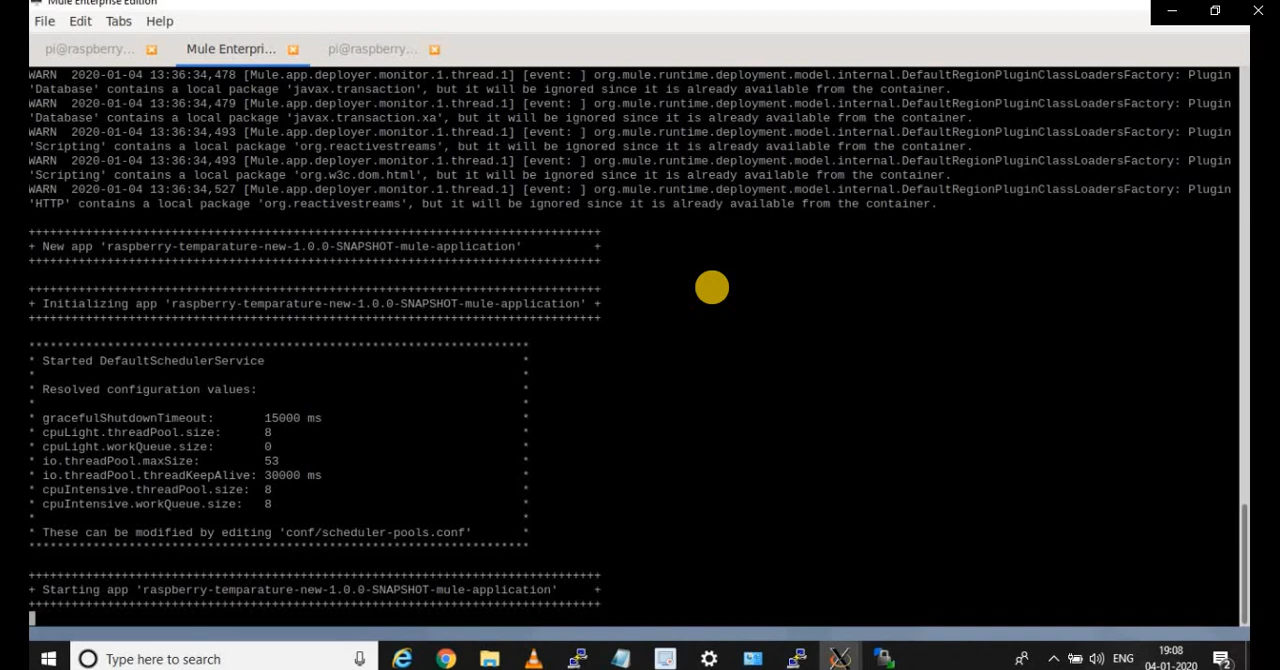 Mule Enterprise Edition
File Edit Tabs Help
pi@raspberry... Mule Enterpri... pi@raspberry...
WARN 2020-01-04 13:36:34,478 [Mule.app.deployer.monitor.1.thread.1] [event: ] org.mule.runtime.deployment.model.internal.DefaultRegionPluginClassLoadersFactory: Plugin
'Database' contains a local package 'javax.transaction', but it will be ignored since it is already available from the container.
WARN 2020-01-04 13:36:34,479 [Mule.app.deployer.monitor.1.thread.1] [event: ] org.mule.runtime.deployment.model.internal.DefaultRegionPluginClassLoadersFactory: Plugin
'Database' contains a local package 'javax.transaction.xa', but it will be ignored since it is already available from the container.
WARN 2020-01-04 13:36:34,493 [Mule.app.deployer.monitor.1.thread.1] [event: ] org.mule.runtime.deployment.model.internal.DefaultRegionPluginClassLoadersFactory: Plugin
'Scripting' contains a local package 'org.reactivestreams', but it will be ignored since it is already available from the container.
WARN 2020-01-04 13:36:34,493 [Mule.app.deployer.monitor.1.thread.1] [event: ] org.mule.runtime.deployment.model.internal.DefaultRegionPluginClassLoadersFactory: Plugin
'Scripting' contains a local package 'org.w3c.dom.html', but it will be ignored since it is already available from the container.
WARN 2020-01-04 13:36:34,527 [Mule.app.deployer.monitor.1.thread.1] [event: ] org.mule.runtime.deployment.model.internal.DefaultRegionPluginClassLoadersFactory: Plugin
'HTTP' contains a local package 'org.reactivestreams', but it will be ignored since it is already available from the container.
++++++++++++++++++++++++++++++++++++++++++++++++++++++++++++++++++++++++++++++++
+ New app 'raspberry-temparature-new-1.0.0-SNAPSHOT-mule-application' +
++++++++++++++++++++++++++++++++++++++++++++++++++++++++++++++++++++++++++++++++
++++++++++++++++++++++++++++++++++++++++++++++++++++++++++++++++++++++++++++++++
+ Initializing app 'raspberry-temparature-new-1.0.0-SNAPSHOT-mule-application' +
++++++++++++++++++++++++++++++++++++++++++++++++++++++++++++++++++++++++++++++++
**********************************************************************
* Started DefaultSchedulerService *
* *
* Resolved configuration values: *
* *
* gracefulShutdownTimeout: 15000 ms *
* cpuLight.threadPool.size: 8 *
* cpuLight.workQueue.size: 0 *
* io.threadPool.maxSize: 53 *
* io.threadPool.threadKeepAlive: 30000 ms *
* cpuIntensive.threadPool.size: 8 *
* cpuIntensive.workQueue.size: 8 *
* *
* These can be modified by editing 'conf/scheduler-pools.conf' *
**********************************************************************
++++++++++++++++++++++++++++++++++++++++++++++++++++++++++++++++++++++++++++++++
+ Starting app 'raspberry-temparature-new-1.0.0-SNAPSHOT-mule-application' +
++++++++++++++++++++++++++++++++++++++++++++++++++++++++++++++++++++++++++++++++
Type here to search ENG 19:08
04-01-2020 2